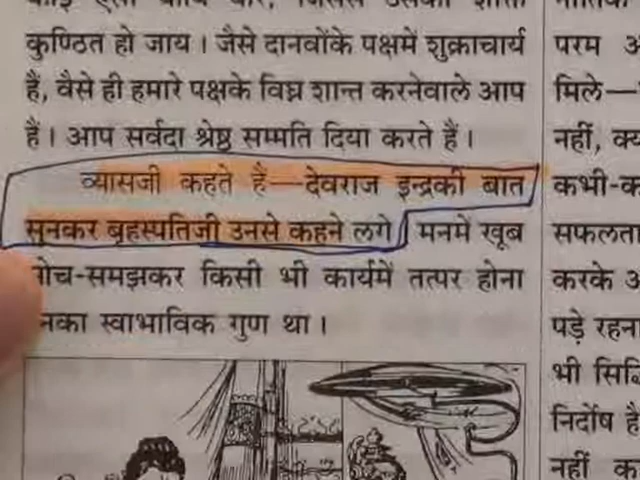 कुण्ठित हो जाय। जैसे दानवोंके पक्षमें शुक्राचार्य
हैं, वैसे ही हमारे पक्षके विघ्न शान्त करनेवाले आप
हैं। आप सर्वदा श्रेष्ठ सम्मति दिया करते हैं।
व्यासजी कहते हैं—देवराज इन्द्रकी बात
सुनकर बृहस्पतिजी उनसे कहने लगे मनमें खूब
सोच-समझकर किसी भी कार्यमें तत्पर होना
स्वाभाविक गुण था।
परम
मिले—
नहीं,
कभी-
सफलता
करके
पड़े रहना
भी
निर्दोष
नहीं